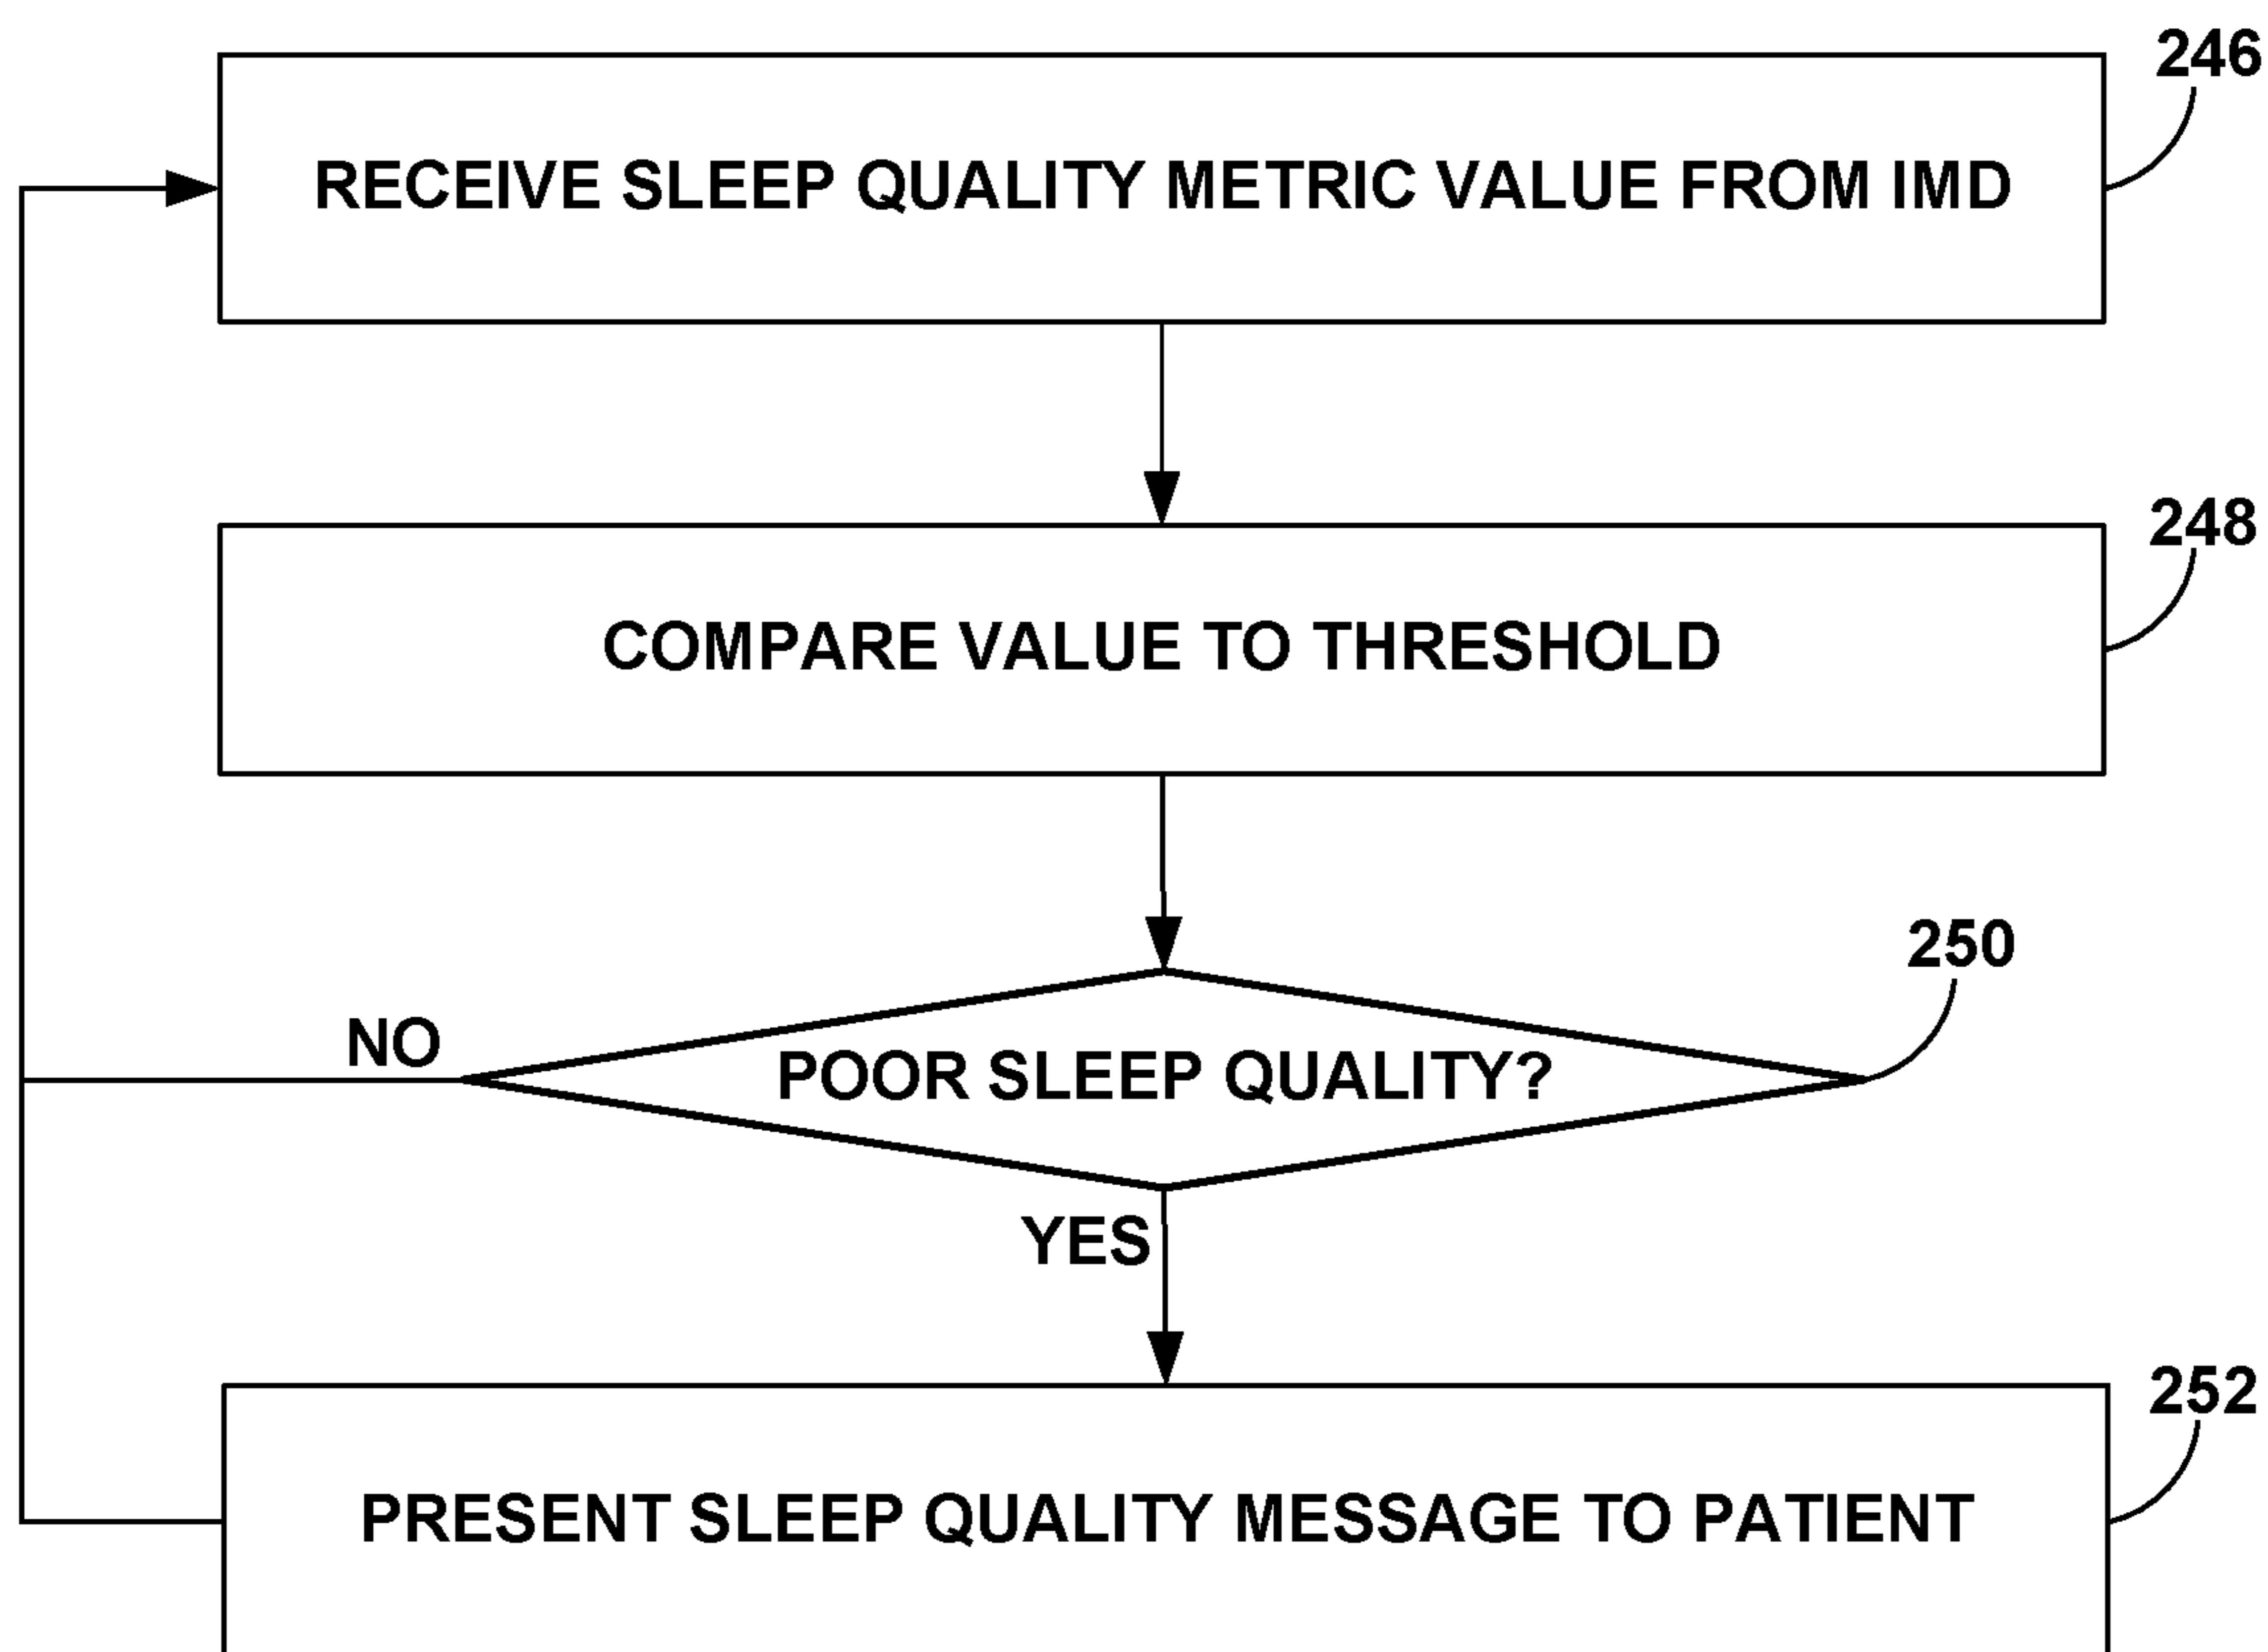 246
RECEIVE SLEEP QUALITY METRIC VALUE FROM IMD
248
COMPARE VALUE TO THRESHOLD
250
NO
POOR SLEEP QUALITY?
YES
252
PRESENT SLEEP QUALITY MESSAGE TO PATIENT